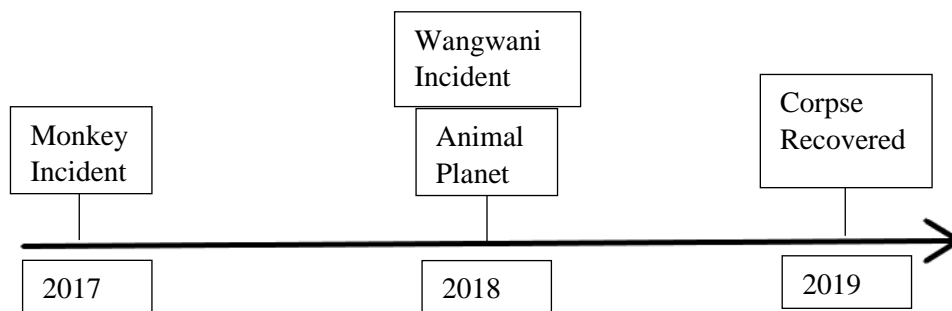 Wangwani
Incident
Monkey
Incident
Animal
Planet
Corpse
Recovered
2017
2018
2019